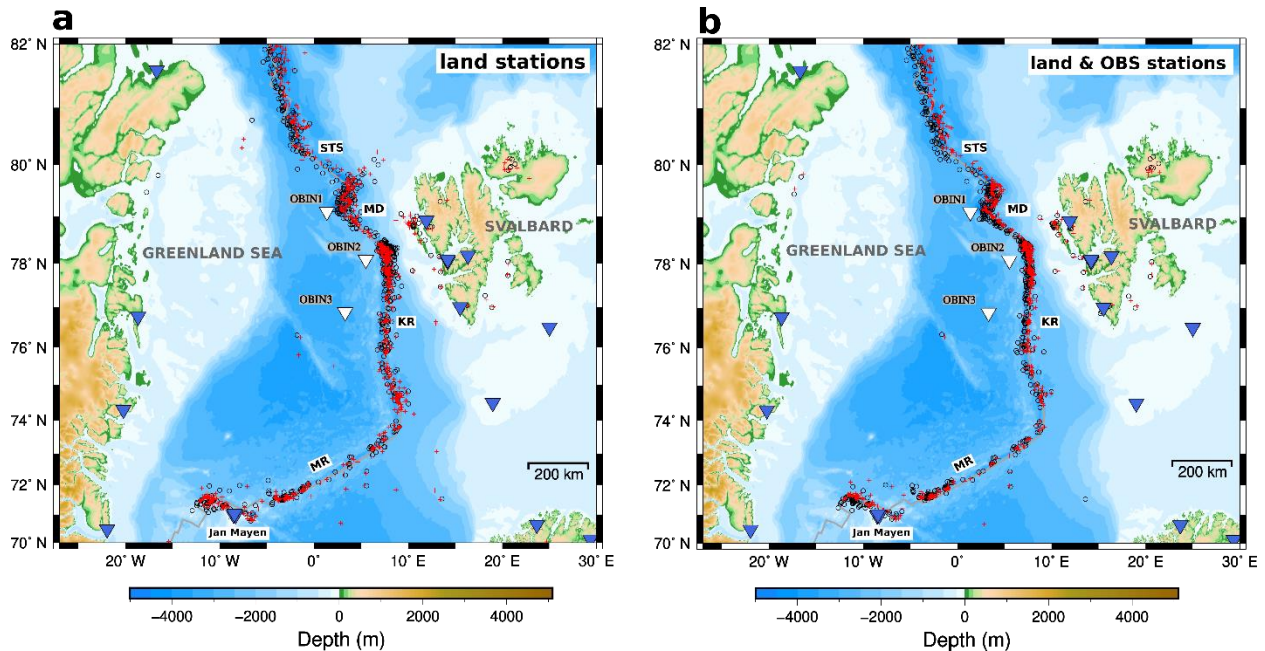 a
82° N
80° N
78° N
76° N
74° N
72° N
70° N
land stations
STS
OBIN1
MD
OBIN2
GREENLAND SEA
SVALBARD
OBIN3
KR
MR
200 km
Jan Mayen
20° W
10° W
0°
10° E
20° E
30° E
−4000 −2000 0 2000 4000
Depth (m)
b
82° N
80° N
78° N
76° N
74° N
72° N
70° N
land & OBS stations
STS
OBIN1
MD
OBIN2
GREENLAND SEA
SVALBARD
OBIN3
KR
MR
200 km
Jan Mayen
20° W
10° W
0°
10° E
20° E
30° E
−4000 −2000 0 2000 4000
Depth (m)